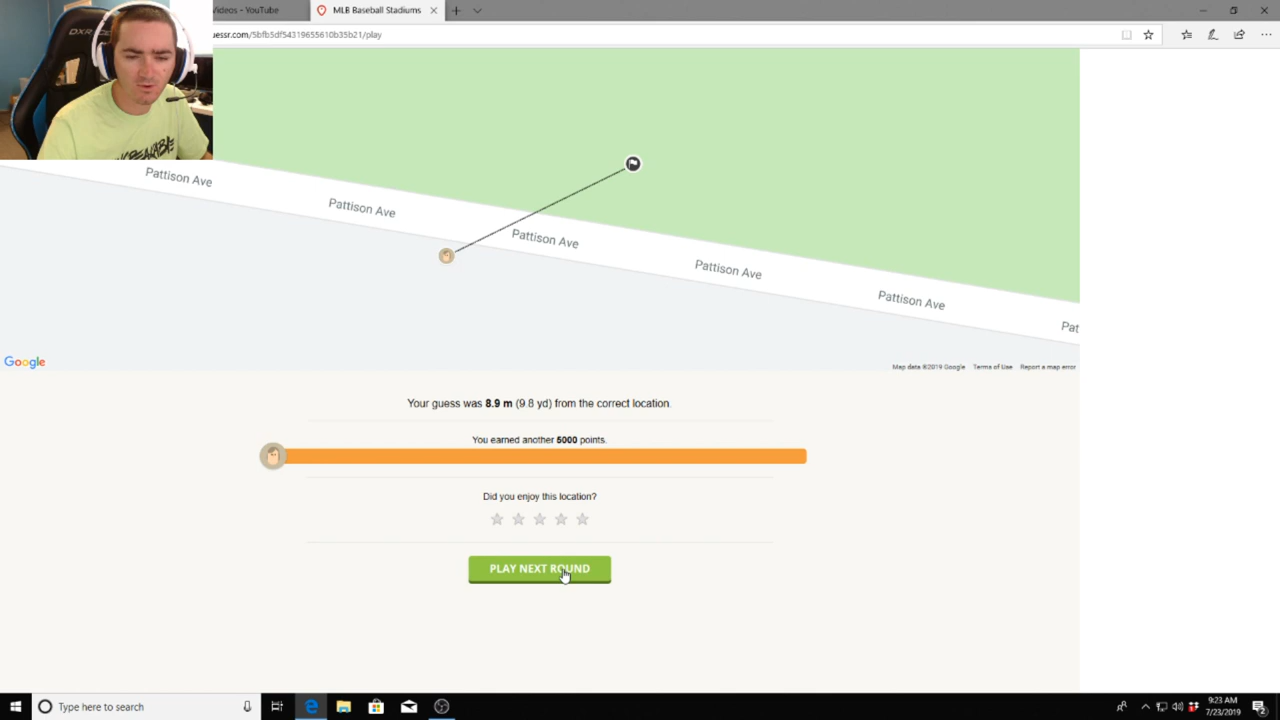 Videos - YouTube
MLB Baseball Stadiums
uessr.com/5bfb5df54319655610b35b21/play
DXR
Pattison Ave
Pattison Ave
Pattison Ave
Pattison Ave
Pattison Ave
Pat
Google
Map data ©2019 Google
Terms of Use
Report a map error
Your guess was 8.9 m (9.8 yd) from the correct location.
You earned another 5000 points.
Did you enjoy this location?
PLAY NEXT ROUND
Type here to search
9:23 AM
7/23/2019
2